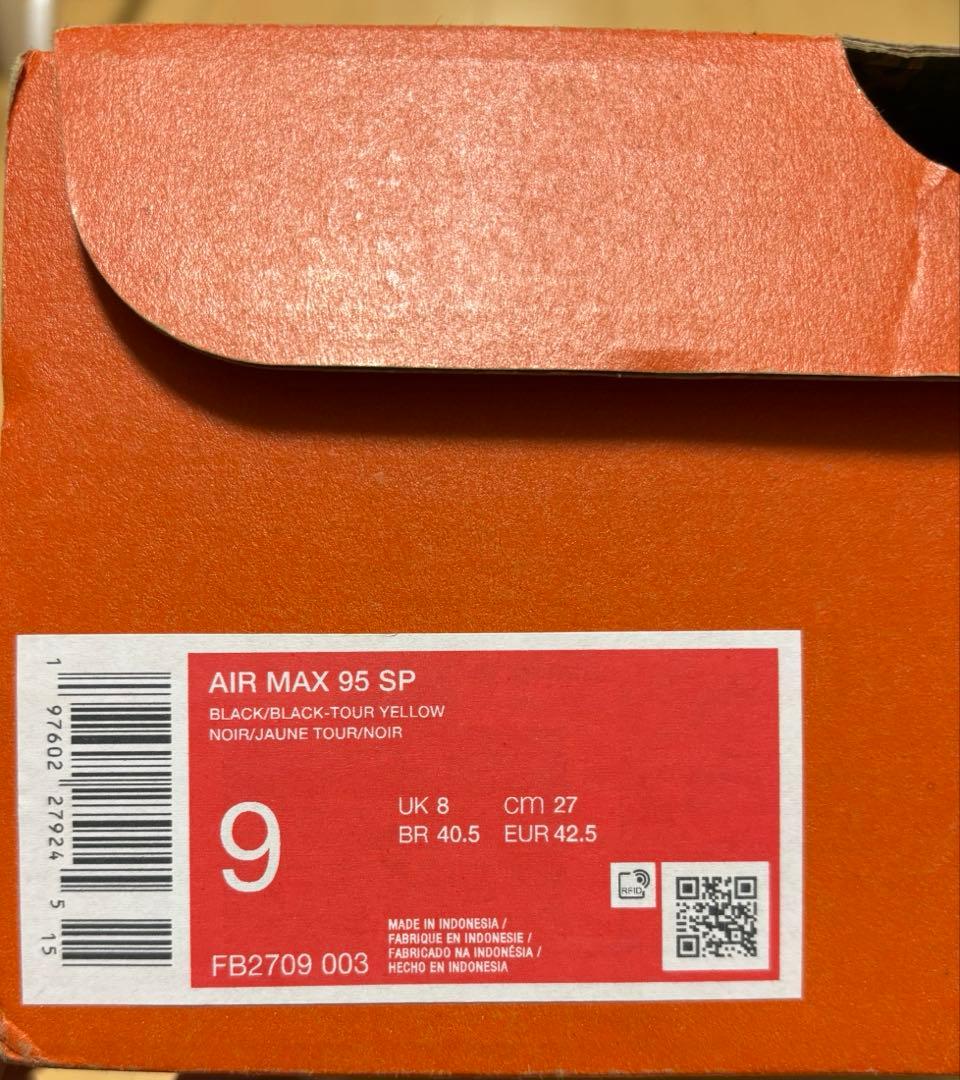 AIR MAX 95 SP
BLACK/BLACK-TOUR YELLOW
NOIR/JAUNE TOUR/NOIR
9
UK 8 cm 27
BR 40.5 EUR 42.5
RFID
FB2709 003
MADE IN INDONESIA /
FABRIQUE EN INDONESIE /
FABRICADO NA INDONÉSIA /
HECHO EN INDONESIA
1 97602 27924 5 15